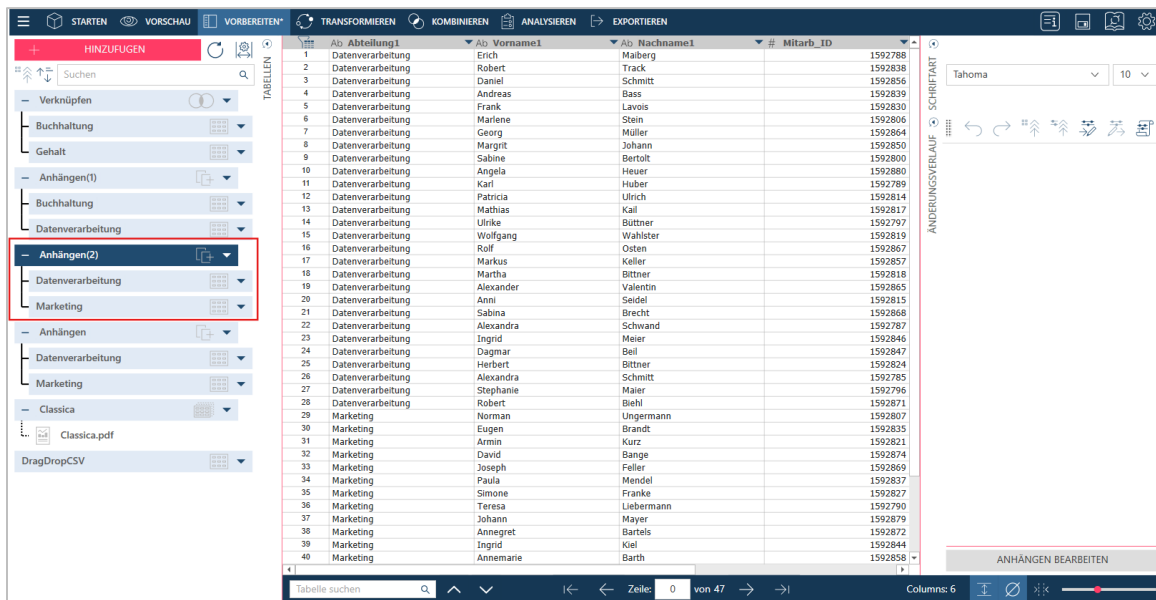 STARTEN VORSCHAU VORBEREITEN* TRANSFORMIEREN KOMBINIEREN ANALYSIEREN EXPORTIEREN
+ HINZUFÜGEN
Suchen
− Verknüpfen
Buchhaltung
Gehalt
− Anhängen(1)
Buchhaltung
Datenverarbeitung
− Anhängen(2)
Datenverarbeitung
Marketing
− Anhängen
Datenverarbeitung
Marketing
− Classica
Classica.pdf
DragDropCSV
TABELLEN
Ab Abteilung1 Ab Vorname1 Ab Nachname1 # Mitarb_ID
1 Datenverarbeitung Erich Maiberg 1592788
2 Datenverarbeitung Robert Track 1592838
3 Datenverarbeitung Daniel Schmitt 1592856
4 Datenverarbeitung Andreas Bass 1592839
5 Datenverarbeitung Frank Lavois 1592830
6 Datenverarbeitung Marlene Stein 1592806
7 Datenverarbeitung Georg Müller 1592864
8 Datenverarbeitung Margrit Johann 1592850
9 Datenverarbeitung Sabine Bertolt 1592800
10 Datenverarbeitung Angela Heuer 1592880
11 Datenverarbeitung Karl Huber 1592789
12 Datenverarbeitung Patricia Ulrich 1592814
13 Datenverarbeitung Mathias Kail 1592817
14 Datenverarbeitung Ulrike Büttner 1592797
15 Datenverarbeitung Wolfgang Wahlster 1592819
16 Datenverarbeitung Rolf Osten 1592867
17 Datenverarbeitung Markus Keller 1592857
18 Datenverarbeitung Martha Bittner 1592818
19 Datenverarbeitung Alexander Valentin 1592865
20 Datenverarbeitung Anni Seidel 1592815
21 Datenverarbeitung Sabina Brecht 1592868
22 Datenverarbeitung Alexandra Schwand 1592787
23 Datenverarbeitung Ingrid Meier 1592846
24 Datenverarbeitung Dagmar Beil 1592847
25 Datenverarbeitung Herbert Bittner 1592824
26 Datenverarbeitung Alexandra Schmitt 1592785
27 Datenverarbeitung Stephanie Maier 1592796
28 Datenverarbeitung Robert Biehl 1592871
29 Marketing Norman Ungermann 1592807
30 Marketing Eugen Brandt 1592835
31 Marketing Armin Kurz 1592821
32 Marketing David Bange 1592874
33 Marketing Joseph Feller 1592869
34 Marketing Paula Mendel 1592837
35 Marketing Simone Franke 1592827
36 Marketing Teresa Liebermann 1592790
37 Marketing Johann Mayer 1592879
38 Marketing Annegret Bartels 1592872
39 Marketing Ingrid Kiel 1592844
40 Marketing Annemarie Barth 1592858
Tabelle suchen Zeile: 0 von 47 Columns: 6
SCHRIFTART
Tahoma 10
ÄNDERUNGSVERLAUF
ANHÄNGEN BEARBEITEN